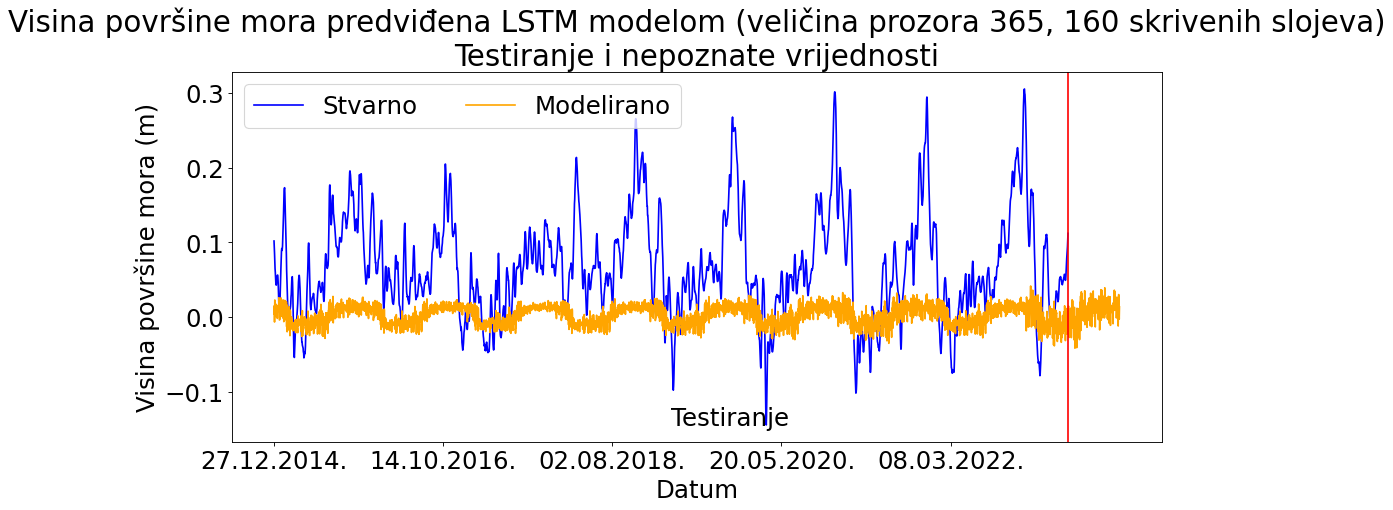 Visina površine mora predviđena LSTM modelom (veličina prozora 365, 160 skrivenih slojeva)
Testiranje i nepoznate vrijednosti
Stvarno Modelirano
Visina površine mora (m)
0.3
0.2
0.1
0.0
−0.1
Testiranje
27.12.2014. 14.10.2016. 02.08.2018. 20.05.2020. 08.03.2022.
Datum